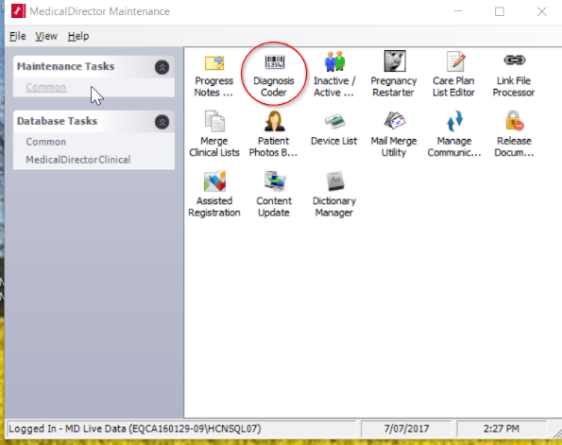 MedicalDirector Maintenance
File View Help
Maintenance Tasks
Common
Database Tasks
Common
MedicalDirectorClinical
Progress Notes ...
Diagnosis Coder
Inactive / Active ...
Pregnancy Restarter
Care Plan List Editor
Link File Processor
Merge Clinical Lists
Patient Photos B...
Device List
Mail Merge Utility
Manage Communic...
Release Docum...
Assisted Registration
Content Update
Dictionary Manager
Logged In - MD Live Data (EQCA160129-09\HCNSQL07) 7/07/2017 2:27 PM